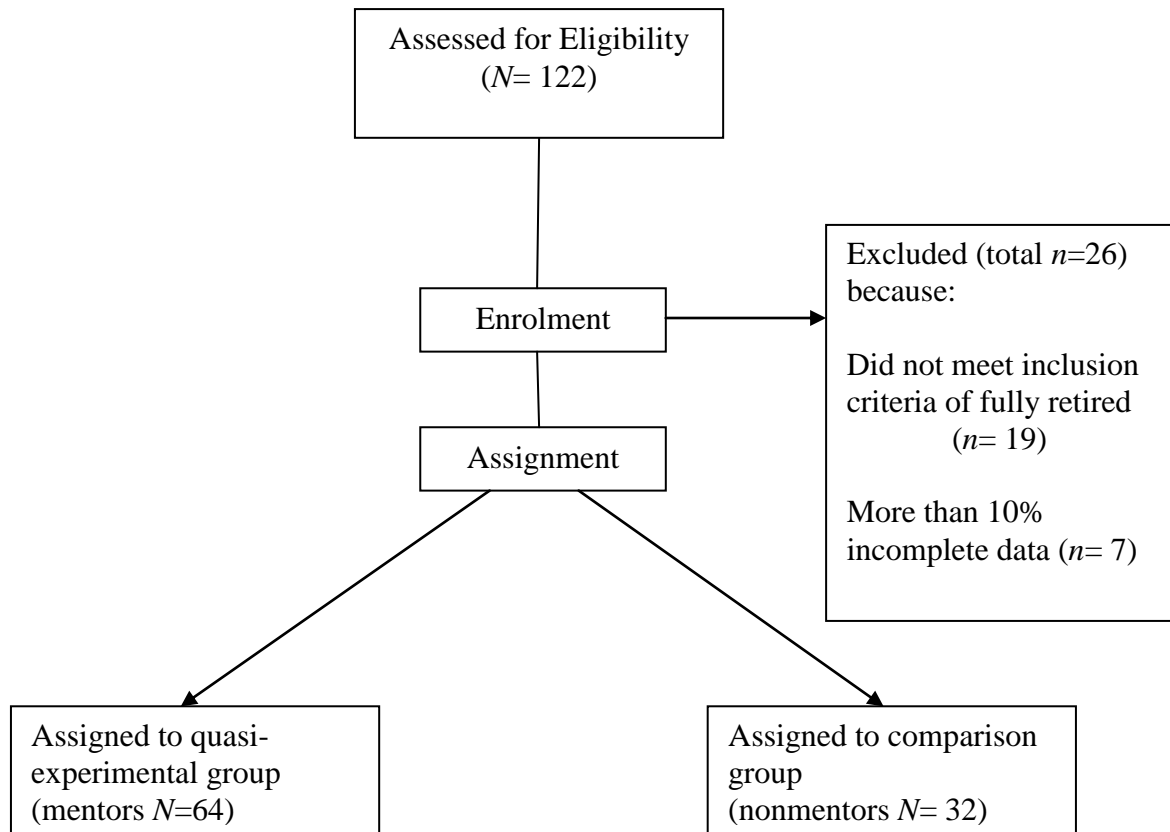 Assessed for Eligibility
(N= 122)
Enrolment
Excluded (total n=26)
because:
Did not meet inclusion
criteria of fully retired
(n= 19)
More than 10%
incomplete data (n= 7)
Assignment
Assigned to quasi-
experimental group
(mentors N=64)
Assigned to comparison
group
(nonmentors N= 32)